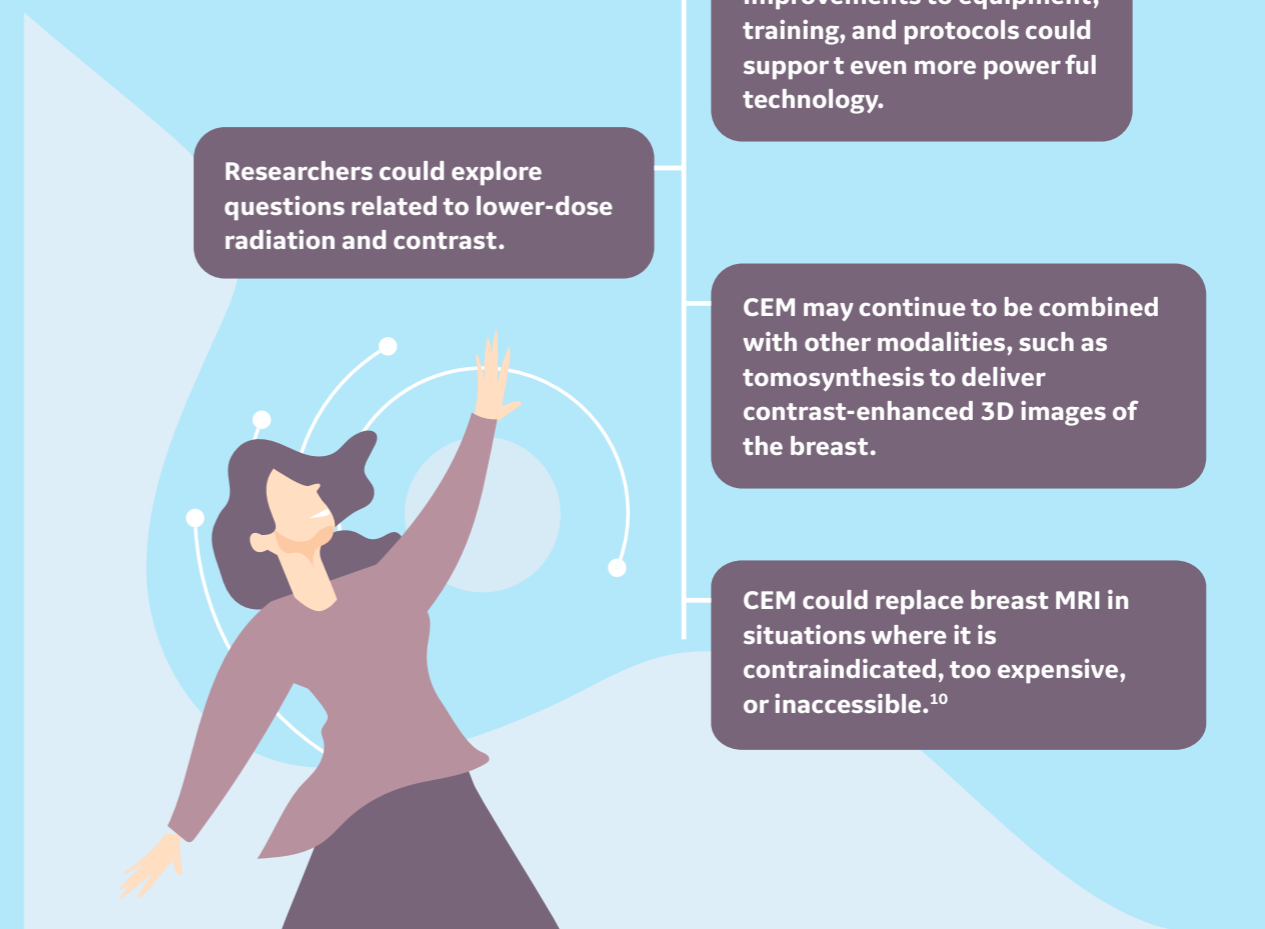 improvements to equipment,
training, and protocols could
suppor t even more power ful
technology.
Researchers could explore
questions related to lower-dose
radiation and contrast.
CEM may continue to be combined
with other modalities, such as
tomosynthesis to deliver
contrast-enhanced 3D images of
the breast.
CEM could replace breast MRI in
situations where it is
contraindicated, too expensive,
or inaccessible.¹⁰